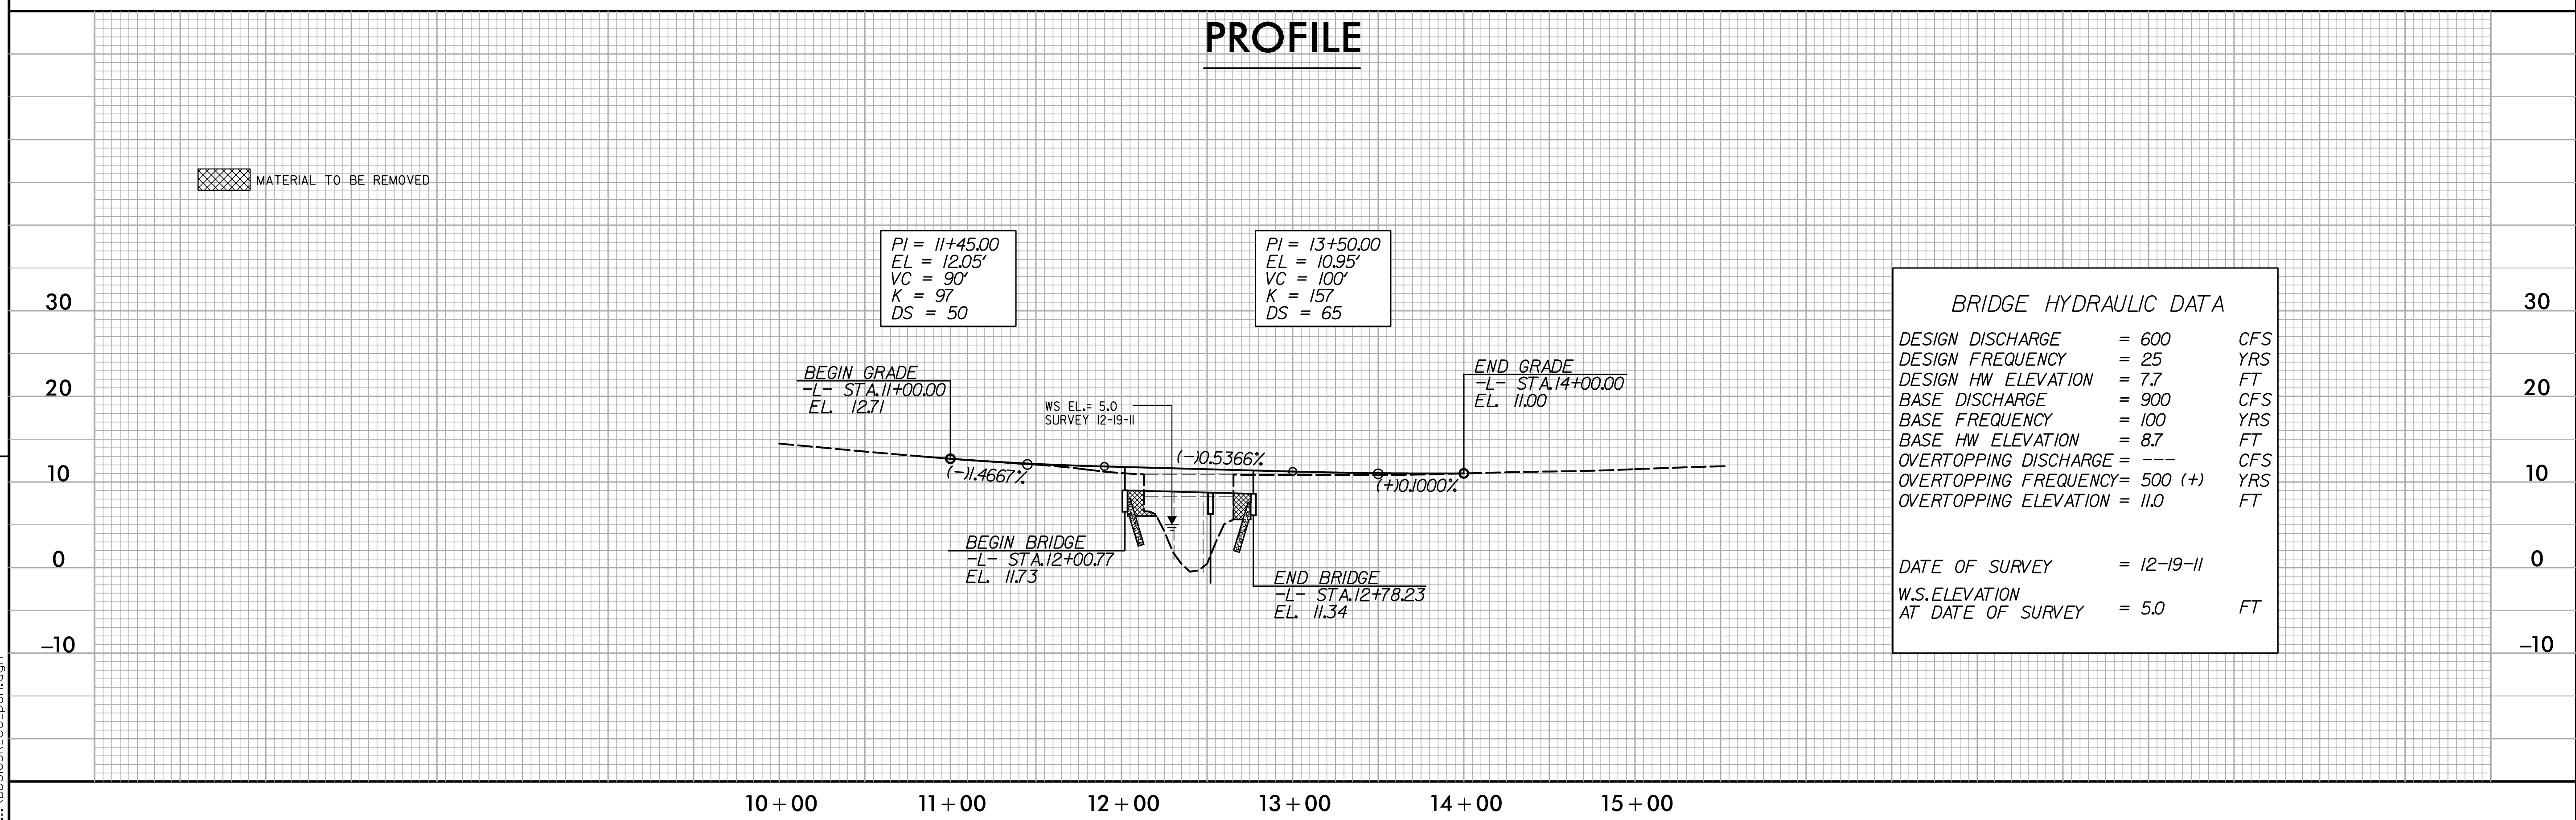 PROFILE
MATERIAL TO BE REMOVED
PI = 11+45.00
EL = 12.05'
VC = 90'
K = 97
DS = 50
PI = 13+50.00
EL = 10.95'
VC = 100'
K = 157
DS = 65
BEGIN GRADE
-L- STA.11+00.00
EL. 12.71
WS EL.= 5.0
SURVEY 12-19-11
END GRADE
-L- STA.14+00.00
EL. 11.00
(-)1.4667%
(-)0.5366%
(+)0.1000%
BEGIN BRIDGE
-L- STA.12+00.77
EL. 11.73
END BRIDGE
-L- STA.12+78.23
EL. 11.34
BRIDGE HYDRAULIC DATA
DESIGN DISCHARGE = 600 CFS
DESIGN FREQUENCY = 25 YRS
DESIGN HW ELEVATION = 7.7 FT
BASE DISCHARGE = 900 CFS
BASE FREQUENCY = 100 YRS
BASE HW ELEVATION = 8.7 FT
OVERTOPPING DISCHARGE = --- CFS
OVERTOPPING FREQUENCY= 500 (+) YRS
OVERTOPPING ELEVATION = 11.0 FT
DATE OF SURVEY = 12-19-11
W.S.ELEVATION
AT DATE OF SURVEY = 5.0 FT
30
20
10
0
-10
30
20
10
0
-10
10+00
11+00
12+00
13+00
14+00
15+00